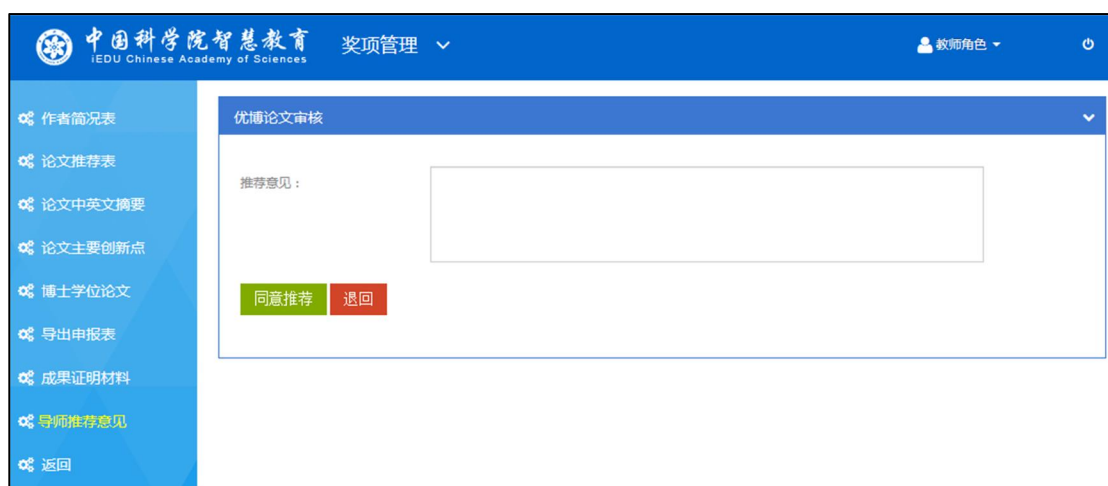 中国科学院智慧教育
iEDU Chinese Academy of Sciences
奖项管理
教师角色
作者简况表
论文推荐表
论文中英文摘要
论文主要创新点
博士学位论文
导出申报表
成果证明材料
导师推荐意见
返回
优博论文审核
推荐意见：
同意推荐
退回